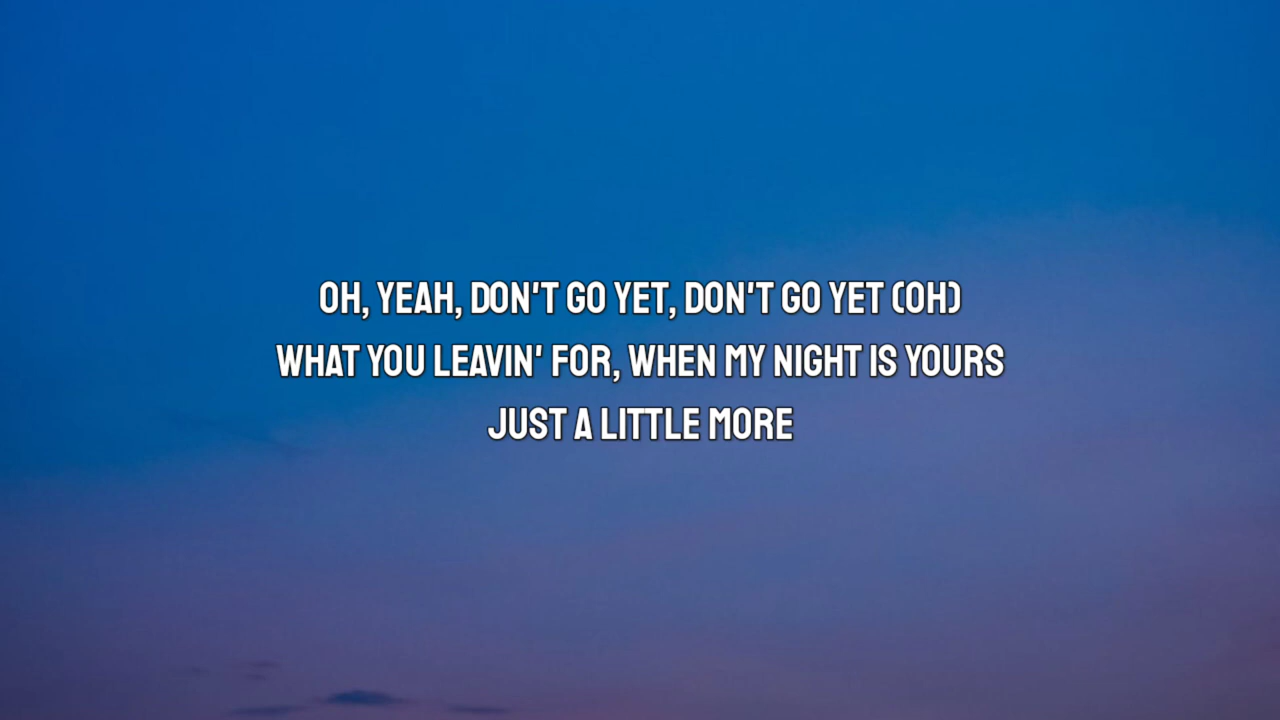 OH, YEAH, DON'T GO YET, DON'T GO YET (OH)
WHAT YOU LEAVIN' FOR, WHEN MY NIGHT IS YOURS
JUST A LITTLE MORE